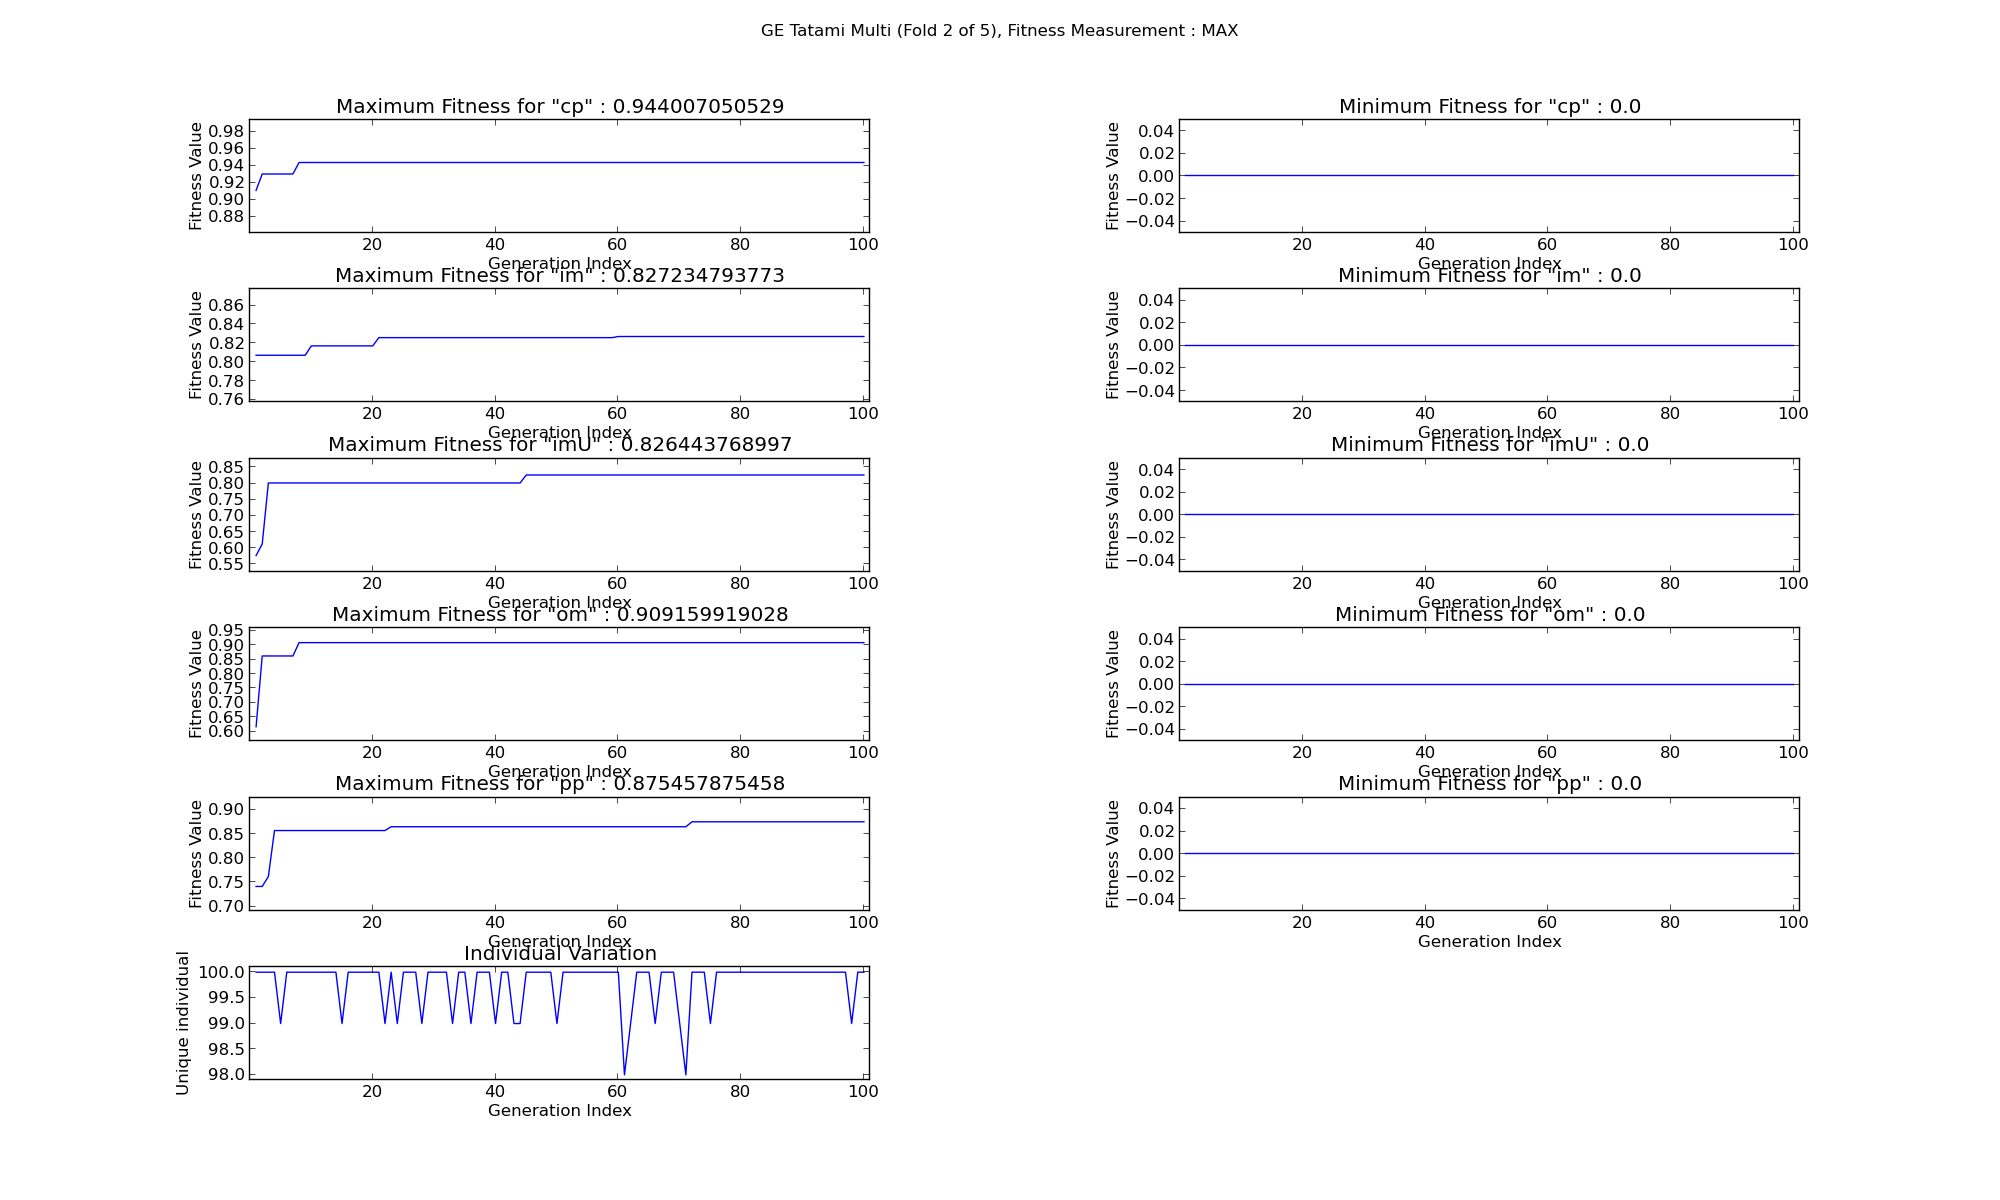 GE Tatami Multi (Fold 2 of 5), Fitness Measurement : MAX
Maximum Fitness for "cp" : 0.944007050529
Fitness Value
0.98
0.96
0.94
0.92
0.90
0.88
20 40 60 80 100
Generation Index
Minimum Fitness for "cp" : 0.0
Fitness Value
0.04
0.02
0.00
−0.02
−0.04
20 40 60 80 100
Generation Index
Maximum Fitness for "im" : 0.827234793773
Fitness Value
0.86
0.84
0.82
0.80
0.78
0.76
20 40 60 80 100
Generation Index
Minimum Fitness for "im" : 0.0
Fitness Value
0.04
0.02
0.00
−0.02
−0.04
20 40 60 80 100
Generation Index
Maximum Fitness for "imU" : 0.826443768997
Fitness Value
0.85
0.80
0.75
0.70
0.65
0.60
0.55
20 40 60 80 100
Generation Index
Minimum Fitness for "imU" : 0.0
Fitness Value
0.04
0.02
0.00
−0.02
−0.04
20 40 60 80 100
Generation Index
Maximum Fitness for "om" : 0.909159919028
Fitness Value
0.95
0.90
0.85
0.80
0.75
0.70
0.65
0.60
20 40 60 80 100
Generation Index
Minimum Fitness for "om" : 0.0
Fitness Value
0.04
0.02
0.00
−0.02
−0.04
20 40 60 80 100
Generation Index
Maximum Fitness for "pp" : 0.875457875458
Fitness Value
0.90
0.85
0.80
0.75
0.70
20 40 60 80 100
Generation Index
Minimum Fitness for "pp" : 0.0
Fitness Value
0.04
0.02
0.00
−0.02
−0.04
20 40 60 80 100
Generation Index
Individual Variation
Unique individual
100.0
99.5
99.0
98.5
98.0
20 40 60 80 100
Generation Index